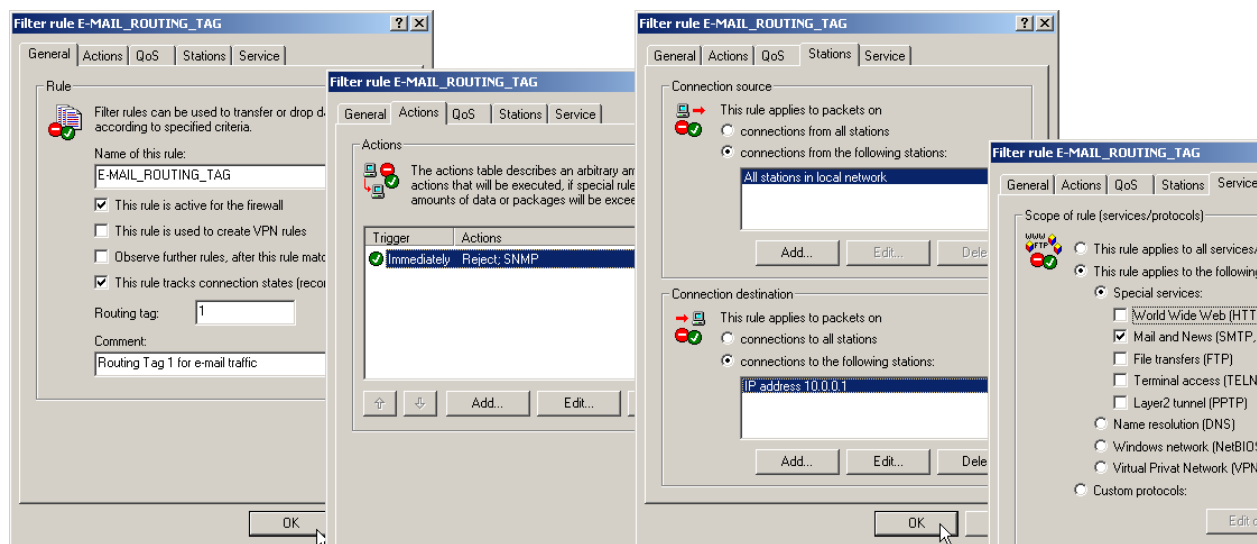 Filter rule E-MAIL_ROUTING_TAG
General Actions QoS Stations Service
Rule
Filter rules can be used to transfer or drop d
according to specified criteria.
Name of this rule:
E-MAIL_ROUTING_TAG
This rule is active for the firewall
This rule is used to create VPN rules
Observe further rules, after this rule matc
This rule tracks connection states (recor
Routing tag: 1
Comment:
Routing Tag 1 for e-mail traffic
OK
Filter rule E-MAIL_ROUTING_TAG
General Actions QoS Stations Service
Actions
The actions table describes an arbitrary am
actions that will be executed, if special rule
amounts of data or packages will be excee
Trigger Actions
Immediately Reject; SNMP
Add... Edit...
Filter rule E-MAIL_ROUTING_TAG
General Actions QoS Stations Service
Connection source
This rule applies to packets on
connections from all stations
connections from the following stations:
All stations in local network
Add... Edit... Dele
Connection destination
This rule applies to packets on
connections to all stations
connections to the following stations:
IP address 10.0.0.1
Add... Edit... Dele
OK
Filter rule E-MAIL_ROUTING_TAG
General Actions QoS Stations Service
Scope of rule (services/protocols)
WWW
FTP
This rule applies to all services/
This rule applies to the following
Special services:
World Wide Web (HTT
Mail and News (SMTP,
File transfers (FTP)
Terminal access (TELN
Layer2 tunnel (PPTP)
Name resolution (DNS)
Windows network (NetBIOS
Virtual Privat Network (VPN
Custom protocols:
Edit c